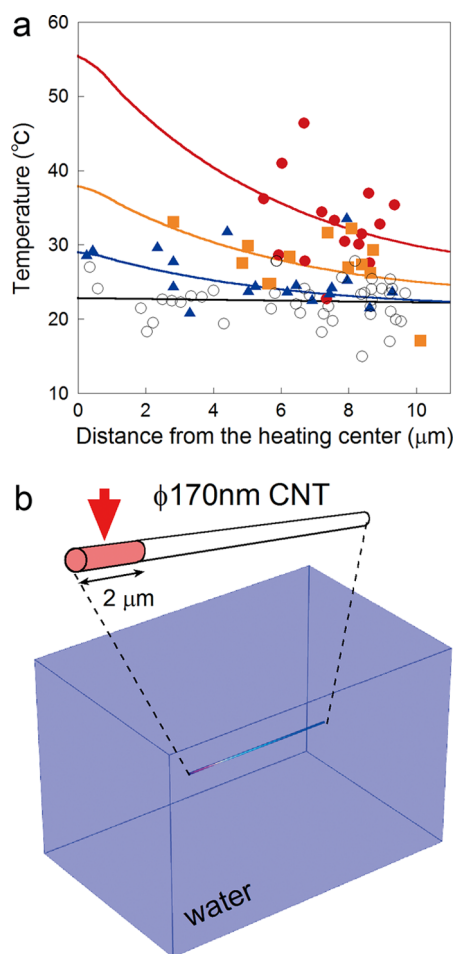 a
Temperature (°C)
60
50
40
30
20
10
0
2
4
6
8
10
Distance from the heating center (μm)
b
ϕ170nm CNT
2 μm
water